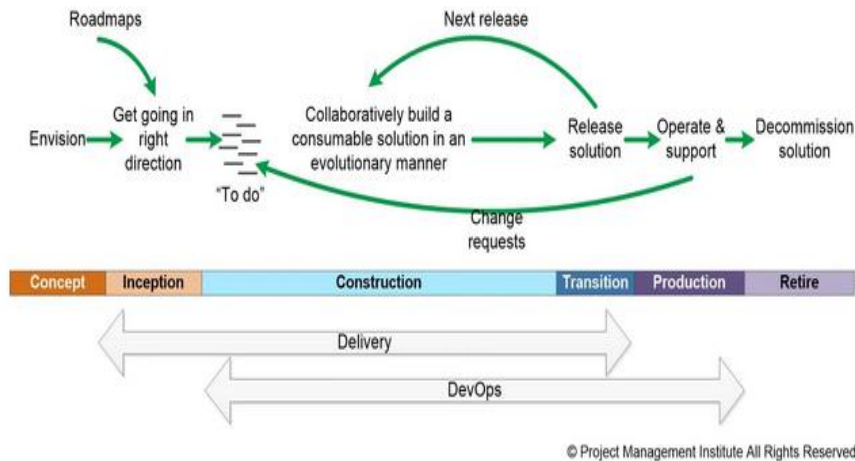 Roadmaps
Next release
Envision
Get going in
right
direction
"To do"
Collaboratively build a
consumable solution in an
evolutionary manner
Release
solution
Operate &
support
Decommission
solution
Change
requests
Concept
Inception
Construction
Transition
Production
Retire
Delivery
DevOps
© Project Management Institute All Rights Reserved